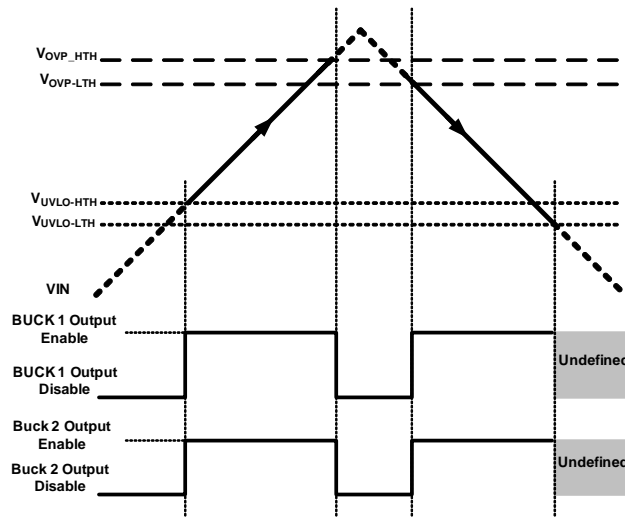 VOVP_HTH
VOVP-LTH
VUVLO-HTH
VUVLO-LTH
VIN
BUCK 1 Output
Enable
BUCK 1 Output
Disable
Undefined
Buck 2 Output
Enable
Buck 2 Output
Disable
Undefined